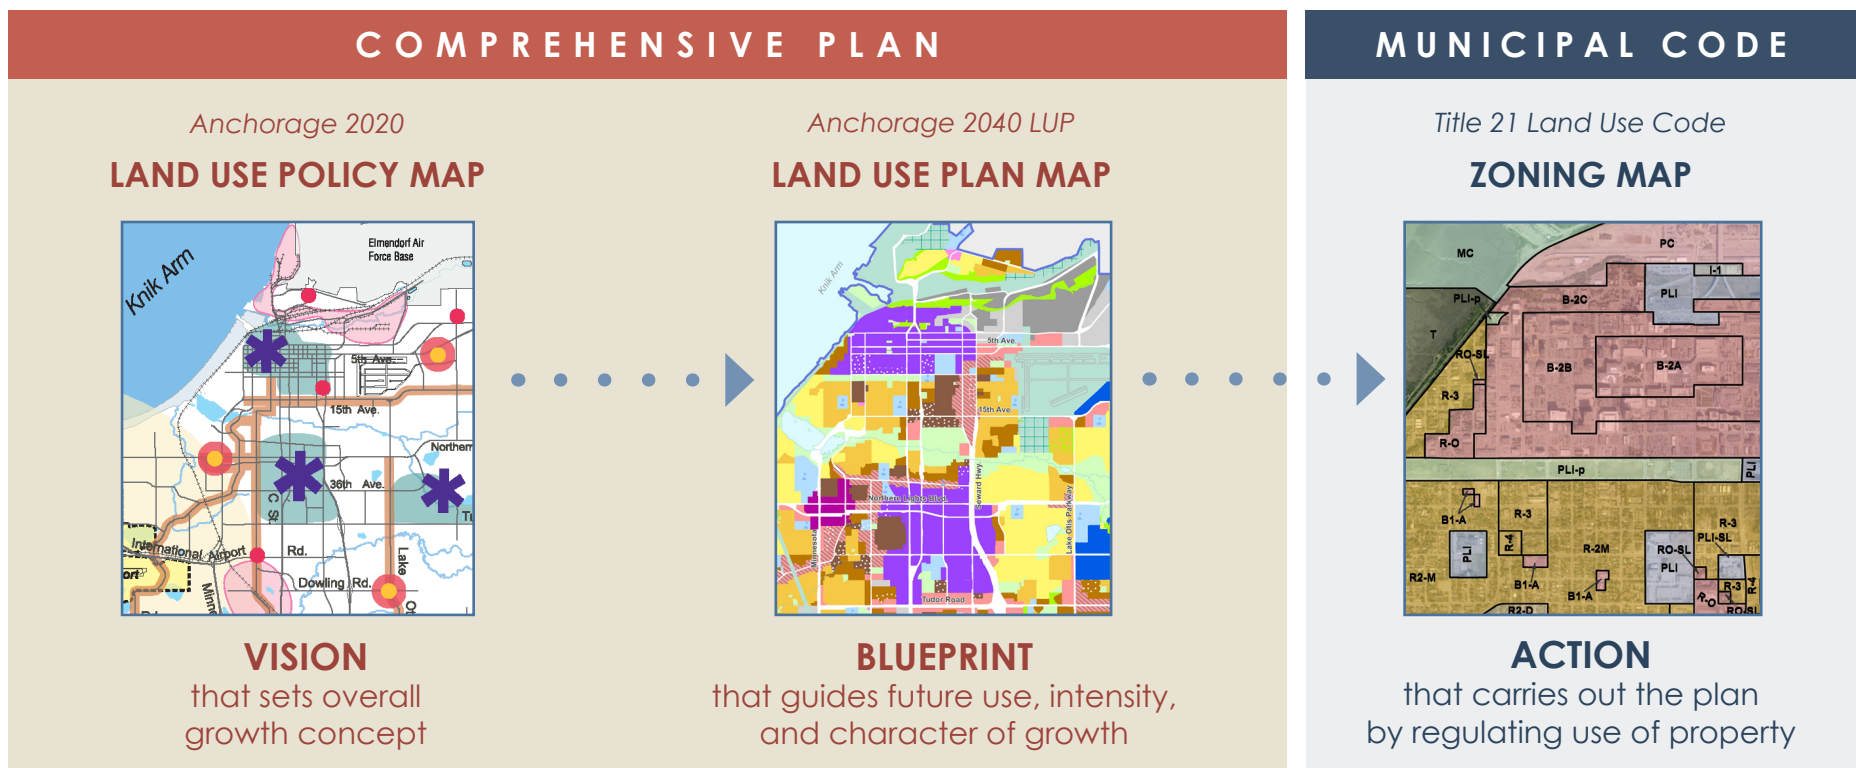 COMPREHENSIVE PLAN
MUNICIPAL CODE
Anchorage 2020
LAND USE POLICY MAP
Knik Arm
Elmendorf Air
Force Base
5th Ave.
15th Ave.
Northern
36th Ave.
C St.
International Airport Rd.
Lake
Dowling Rd.
VISION
that sets overall
growth concept
Anchorage 2040 LUP
LAND USE PLAN MAP
Knik Arm
5th Ave.
15th Ave.
Northern Lights Blvd.
Seward Hwy.
Minnesota
Lake Otis Parkway
Tudor Road
BLUEPRINT
that guides future use, intensity,
and character of growth
Title 21 Land Use Code
ZONING MAP
MC
PC
I-1
PLI-p
B-2C
PLI
T
RO-SL
B-2B
B-2A
R-3
R-O
PLI-p
PLI
B1-A
R-3
R-3
PLI-SL
PLI
R-4
R-2M
RO-SL
PLI
R2-M
B1-A
B1-A
R-3
R-4
R-O
R2-D
RO-SL
ACTION
that carries out the plan
by regulating use of property